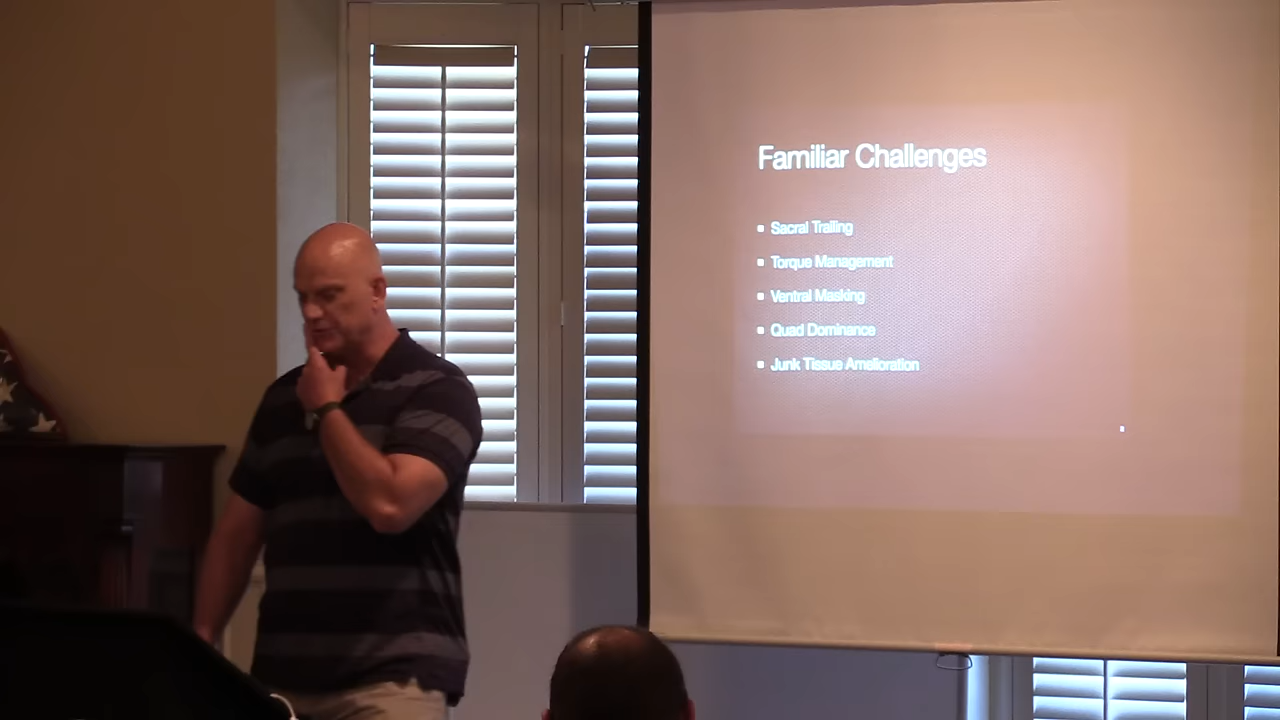 Familiar Challenges
Sacral Trailing
Torque Management
Ventral Masking
Quad Dominance
Junk Tissue Amelioration